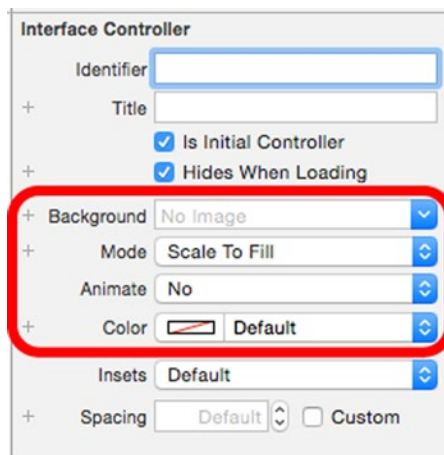 Interface Controller
Identifier
+ Title
Is Initial Controller
+ Hides When Loading
+ Background No Image
+ Mode Scale To Fill
Animate No
+ Color Default
Insets Default
+ Spacing Default Custom